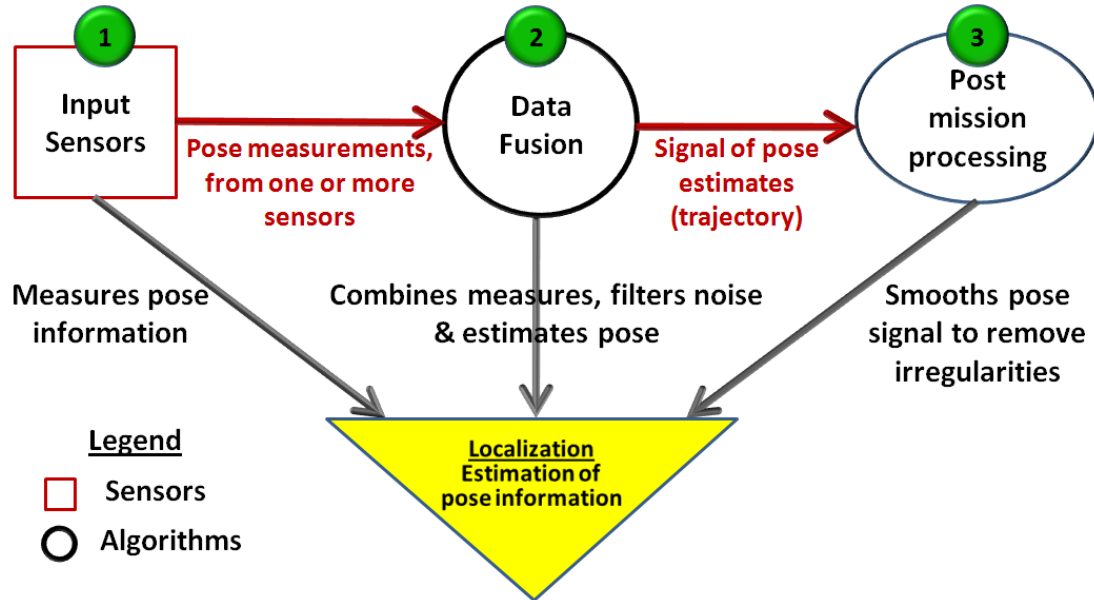 1
Input
Sensors
2
Data
Fusion
3
Post
mission
processing
Pose measurements,
from one or more
sensors
Signal of pose
estimates
(trajectory)
Measures pose
information
Combines measures, filters noise
& estimates pose
Smooths pose
signal to remove
irregularities
Localization
Estimation of
pose information
Legend
Sensors
Algorithms